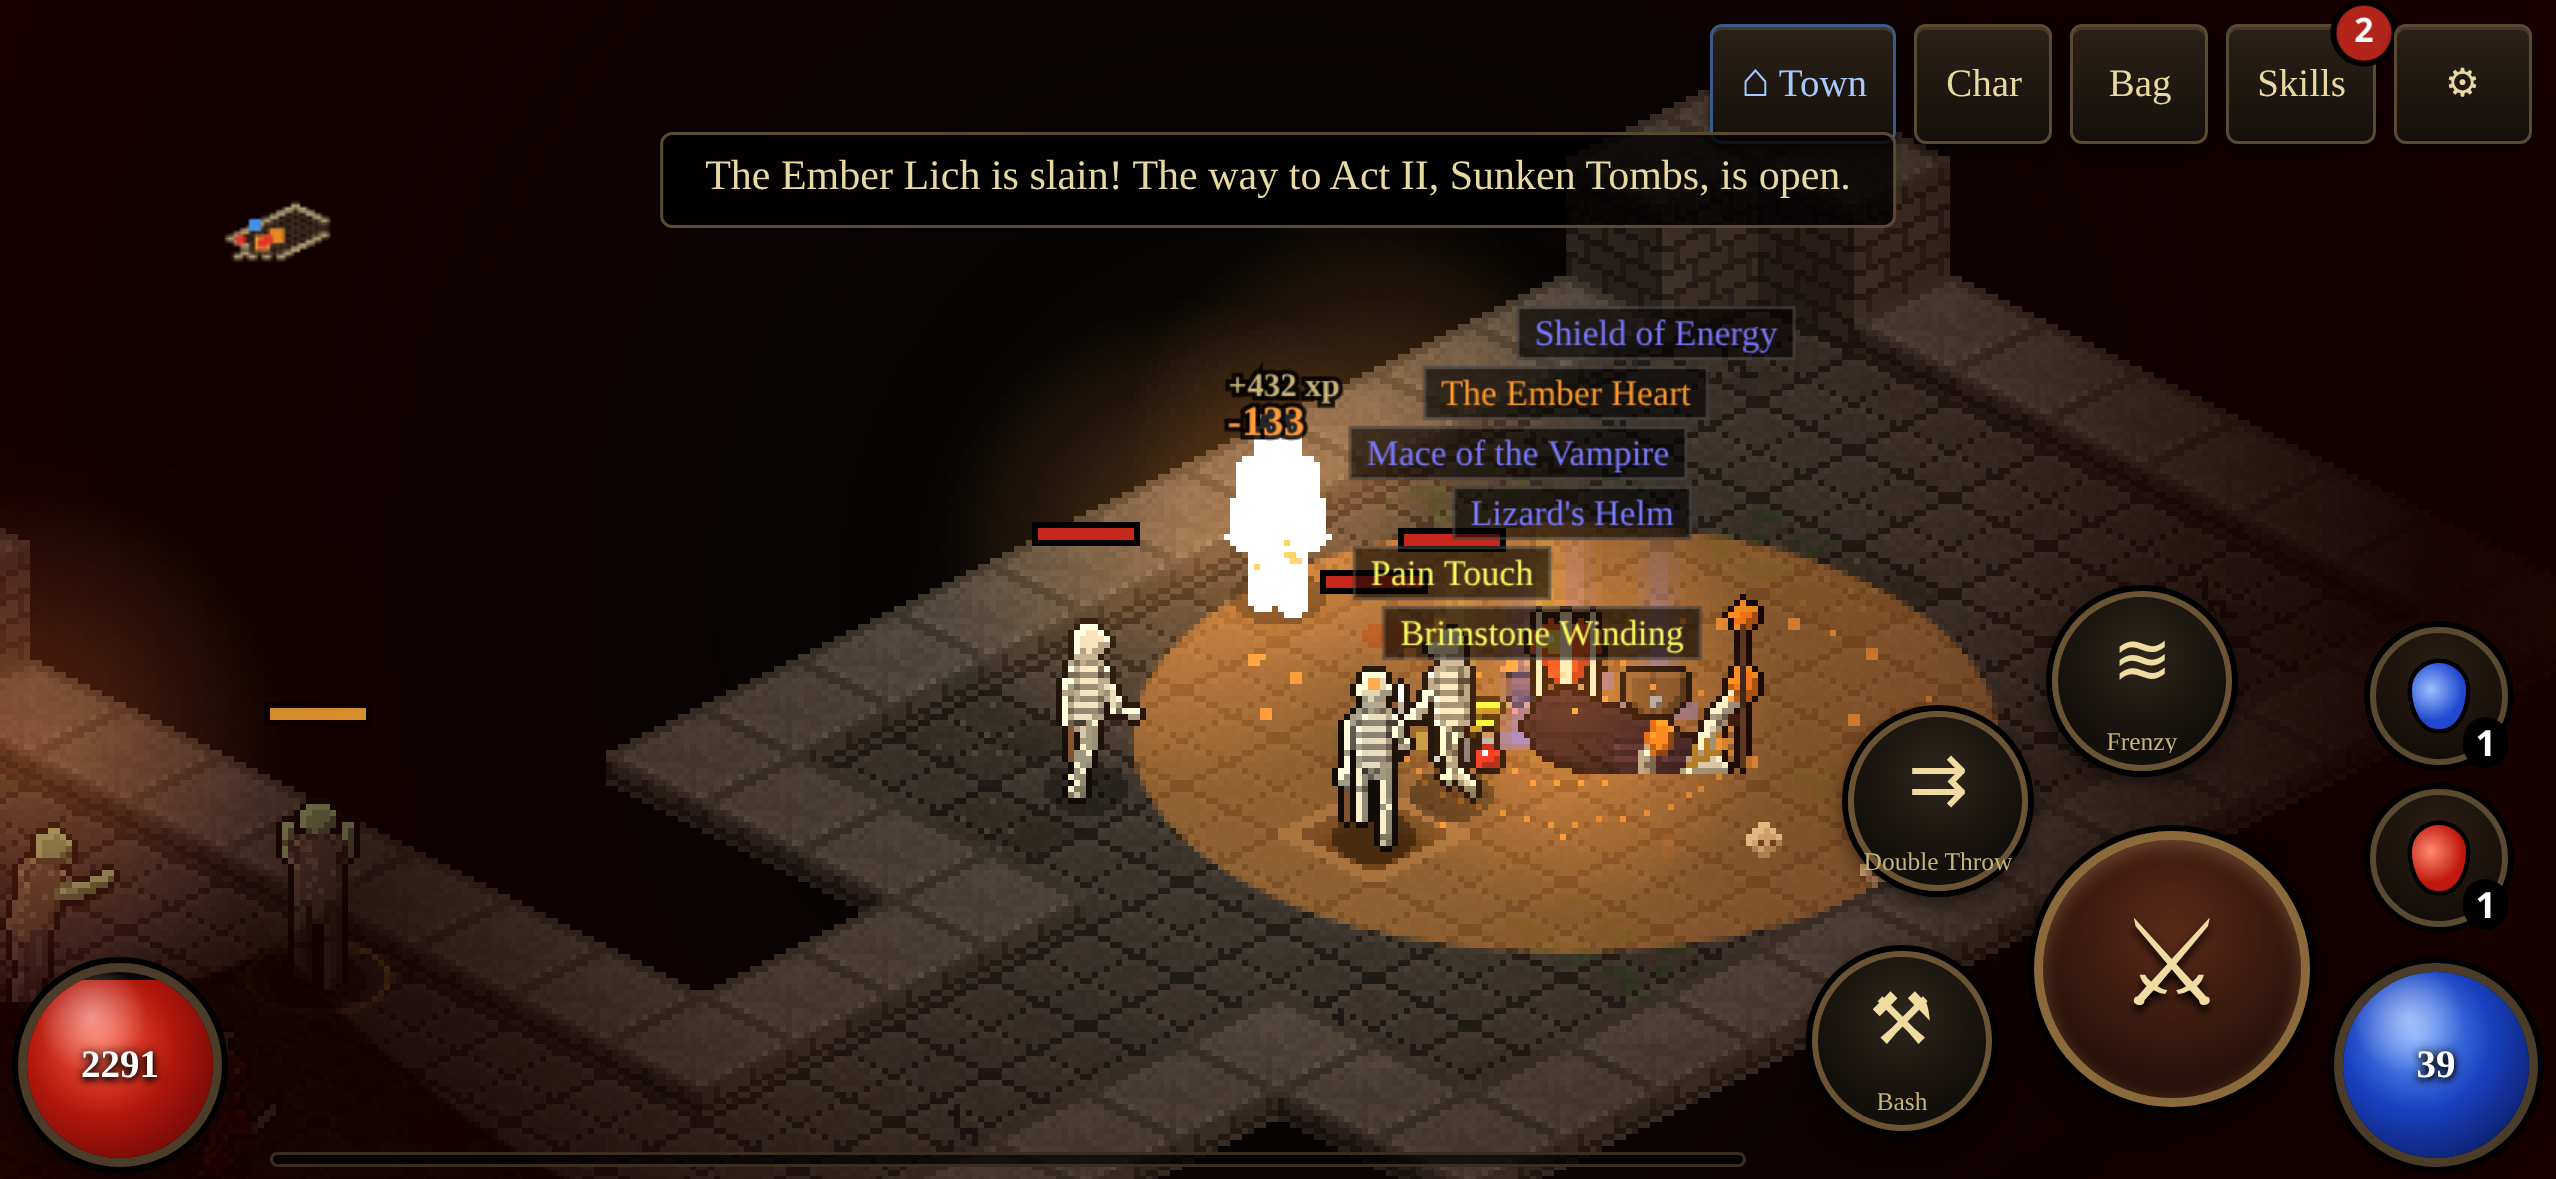 2
⌂ Town
Char
Bag
Skills
The Ember Lich is slain! The way to Act II, Sunken Tombs, is open.
Shield of Energy
+432 xp
The Ember Heart
-133
Mace of the Vampire
Lizard's Helm
Pain Touch
Brimstone Winding
Frenzy
1
Double Throw
1
2291
39
Bash